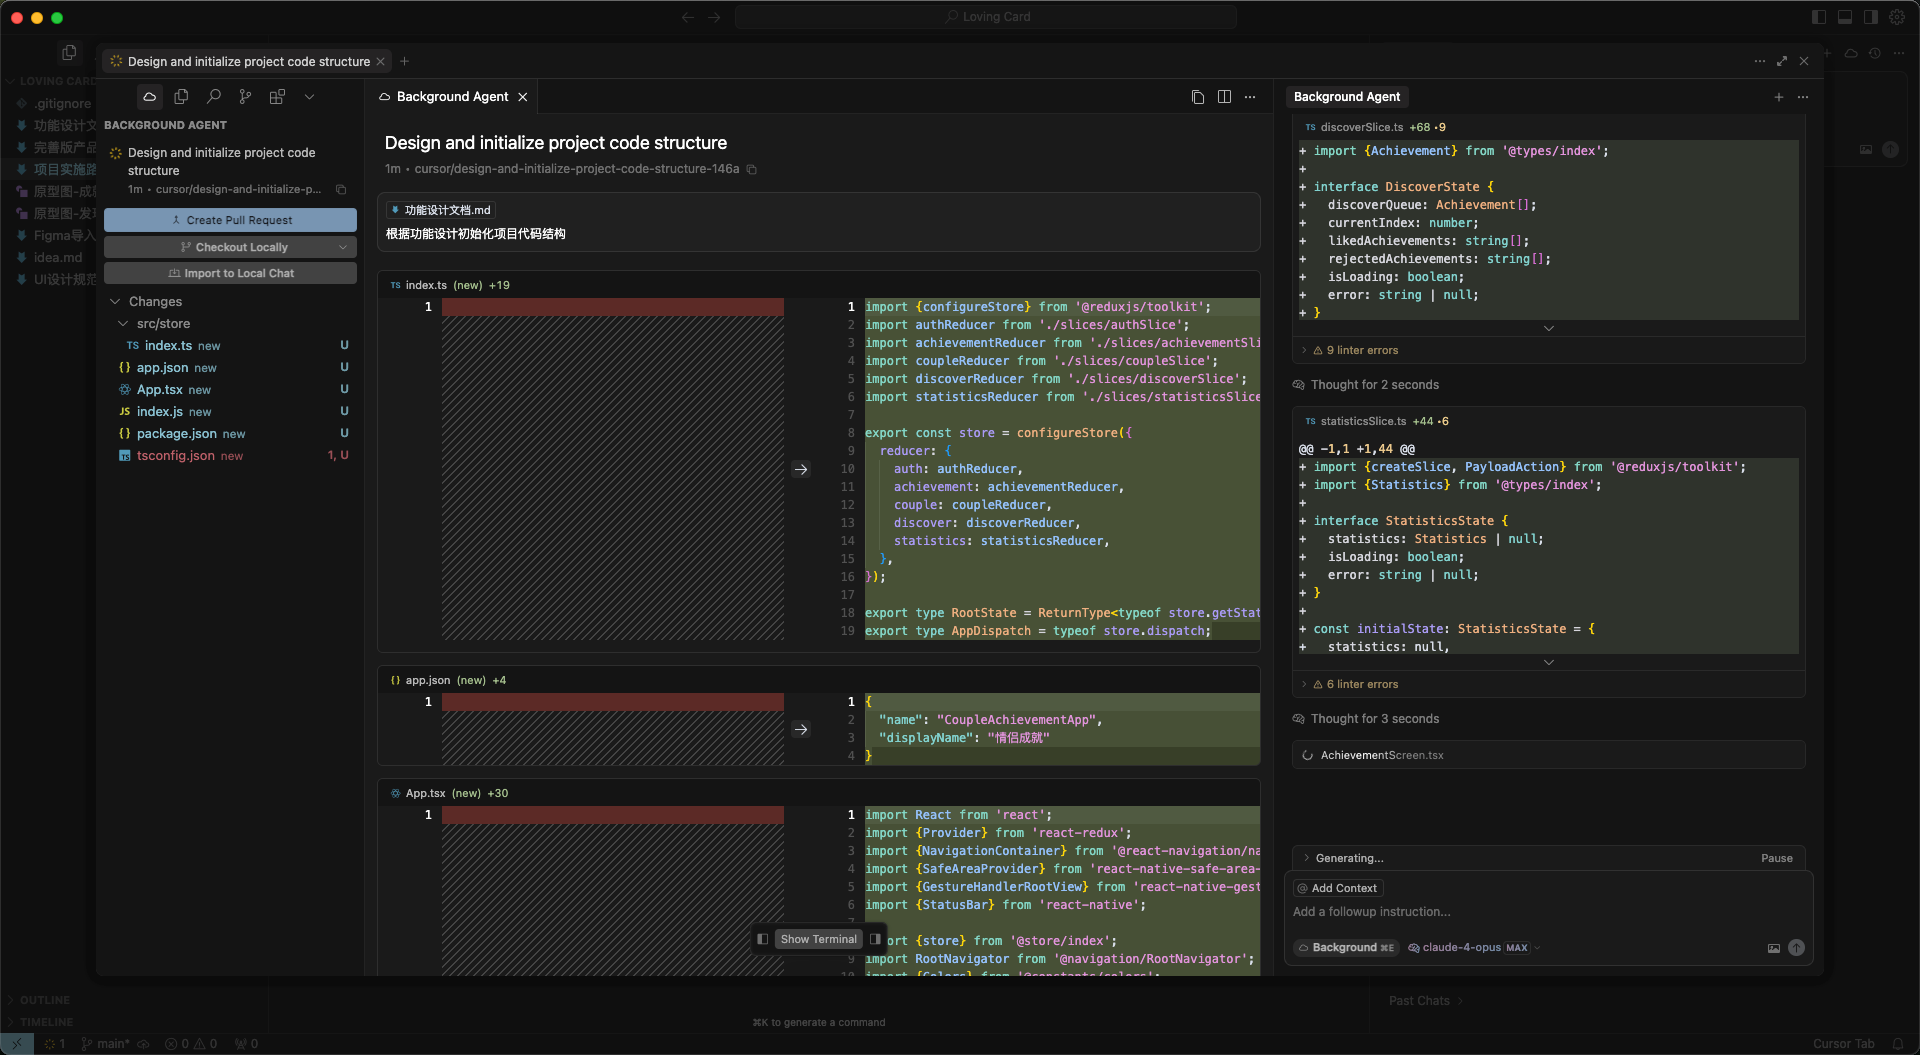 Loving Card
LOVING CARD
.gitignore
功能设计文
完善版产品
项目实施路
原型图-成就
原型图-发现
Figma导入
idea.md
UI设计规范
OUTLINE
TIMELINE
Design and initialize project code structure
BACKGROUND AGENT
Design and initialize project code
structure
1m • cursor/design-and-initialize-p...
Create Pull Request
Checkout Locally
Import to Local Chat
Changes
src/store
TS index.ts new U
{} app.json new U
App.tsx new U
JS index.js new U
{} package.json new U
TS tsconfig.json new 1, U
Background Agent
Design and initialize project code structure
1m • cursor/design-and-initialize-project-code-structure-146a
功能设计文档.md
根据功能设计初始化项目代码结构
TS index.ts (new) +19
1
1 import {configureStore} from '@reduxjs/toolkit';
2 import authReducer from './slices/authSlice';
3 import achievementReducer from './slices/achievementSli
4 import coupleReducer from './slices/coupleSlice';
5 import discoverReducer from './slices/discoverSlice';
6 import statisticsReducer from './slices/statisticsSlice
7
8 export const store = configureStore({
9 reducer: {
10 auth: authReducer,
11 achievement: achievementReducer,
12 couple: coupleReducer,
13 discover: discoverReducer,
14 statistics: statisticsReducer,
15 },
16 });
17
18 export type RootState = ReturnType<typeof store.getStat
19 export type AppDispatch = typeof store.dispatch;
{} app.json (new) +4
1
1 {
2 "name": "CoupleAchievementApp",
3 "displayName": "情侣成就"
4 }
App.tsx (new) +30
1
1 import React from 'react';
2 import {Provider} from 'react-redux';
3 import {NavigationContainer} from '@react-navigation/na
4 import {SafeAreaProvider} from 'react-native-safe-area-
5 import {GestureHandlerRootView} from 'react-native-gest
6 import {StatusBar} from 'react-native';
7
ort {store} from '@store/index';
9 import RootNavigator from '@navigation/RootNavigator';
10 import {Colors} from '@constants/colors';
Show Terminal
Background Agent
TS discoverSlice.ts +68 •9
+ import {Achievement} from '@types/index';
+
+ interface DiscoverState {
+ discoverQueue: Achievement[];
+ currentIndex: number;
+ likedAchievements: string[];
+ rejectedAchievements: string[];
+ isLoading: boolean;
+ error: string | null;
+ }
9 linter errors
Thought for 2 seconds
TS statisticsSlice.ts +44 •6
@@ -1,1 +1,44 @@
+ import {createSlice, PayloadAction} from '@reduxjs/toolkit';
+ import {Statistics} from '@types/index';
+
+ interface StatisticsState {
+ statistics: Statistics | null;
+ isLoading: boolean;
+ error: string | null;
+ }
+
+ const initialState: StatisticsState = {
+ statistics: null,
6 linter errors
Thought for 3 seconds
AchievementScreen.tsx
Generating...
Pause
@ Add Context
Add a followup instruction...
Background ⌘E claude-4-opus MAX
Past Chats
⌘K to generate a command
1 main* 0 0 0
Cursor Tab